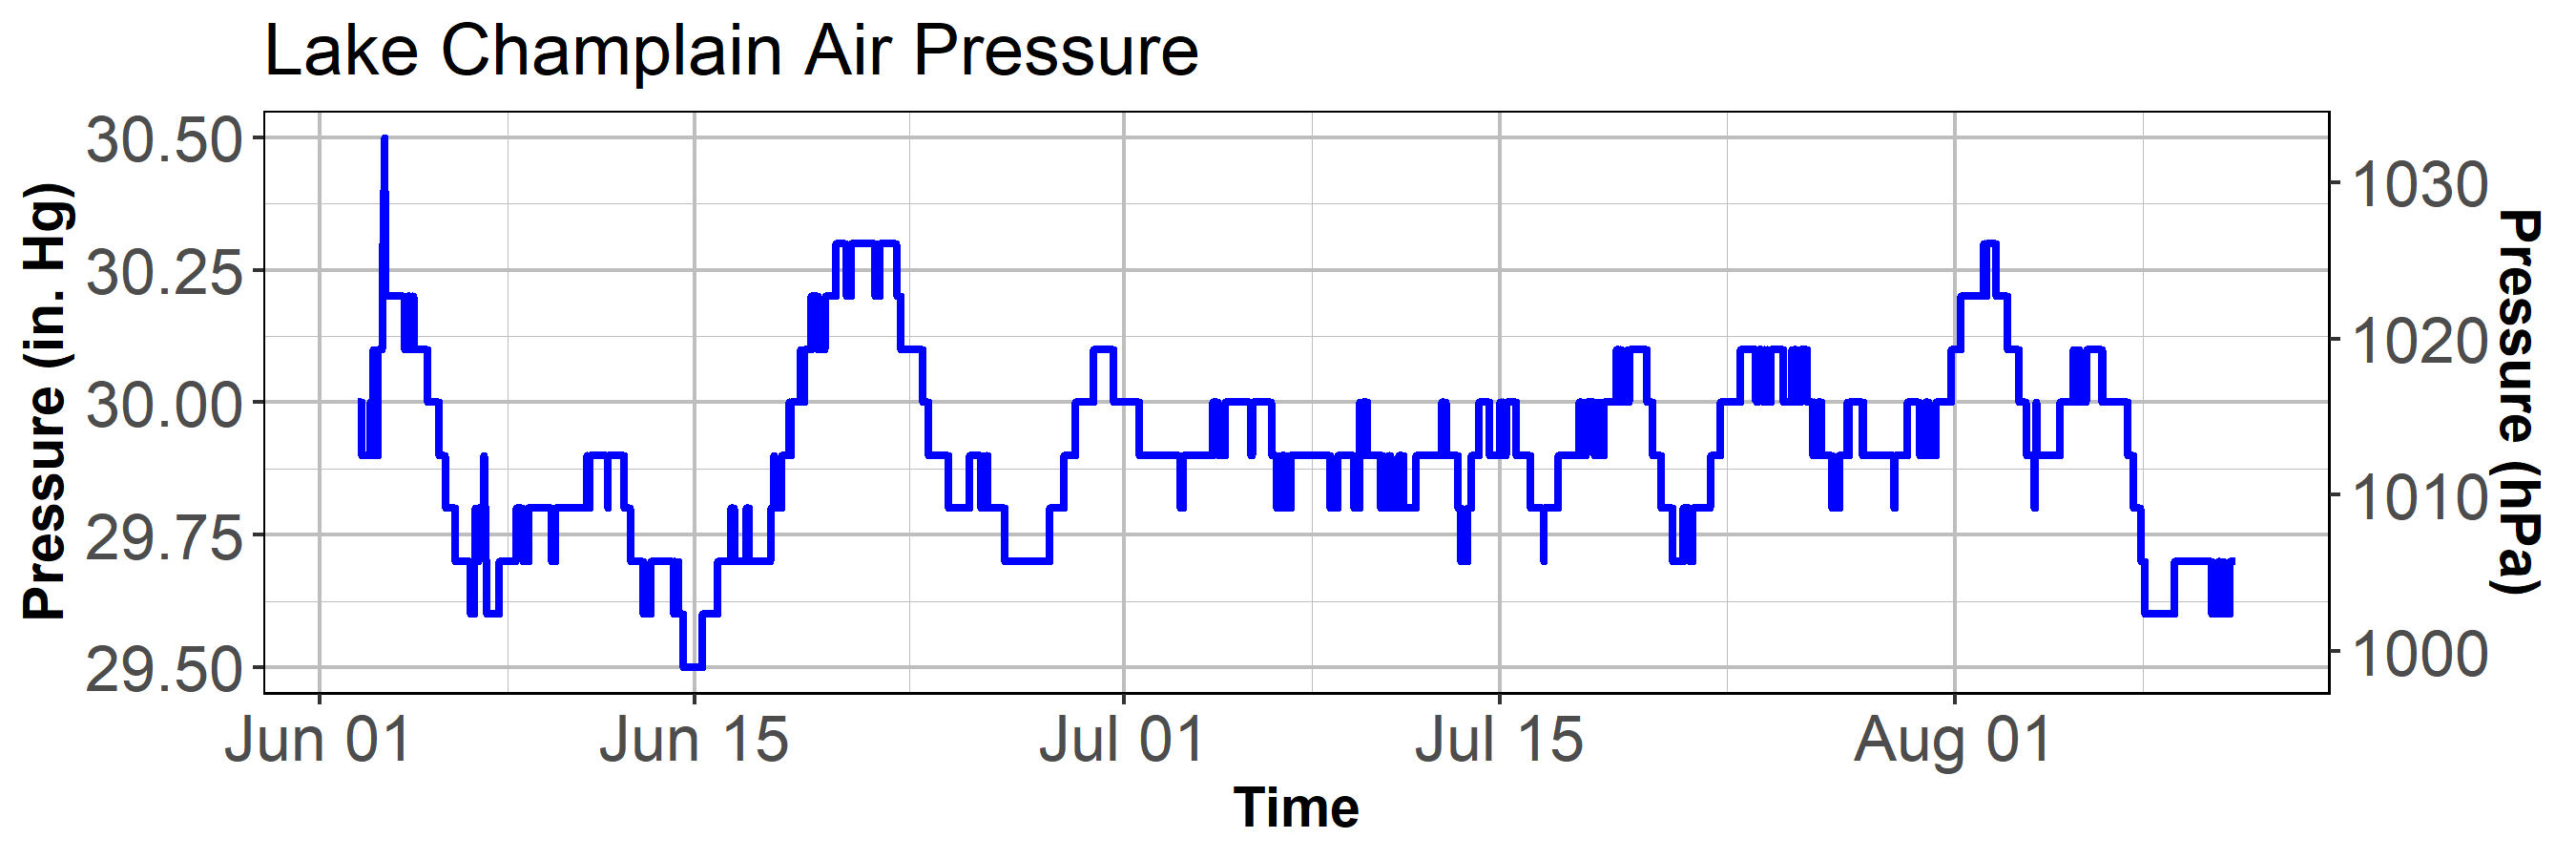 Lake Champlain Air Pressure
Pressure (in. Hg)
30.50
30.25
30.00
29.75
29.50
1030
1020
1010
1000
Pressure (hPa)
Jun 01 Jun 15 Jul 01 Jul 15 Aug 01
Time